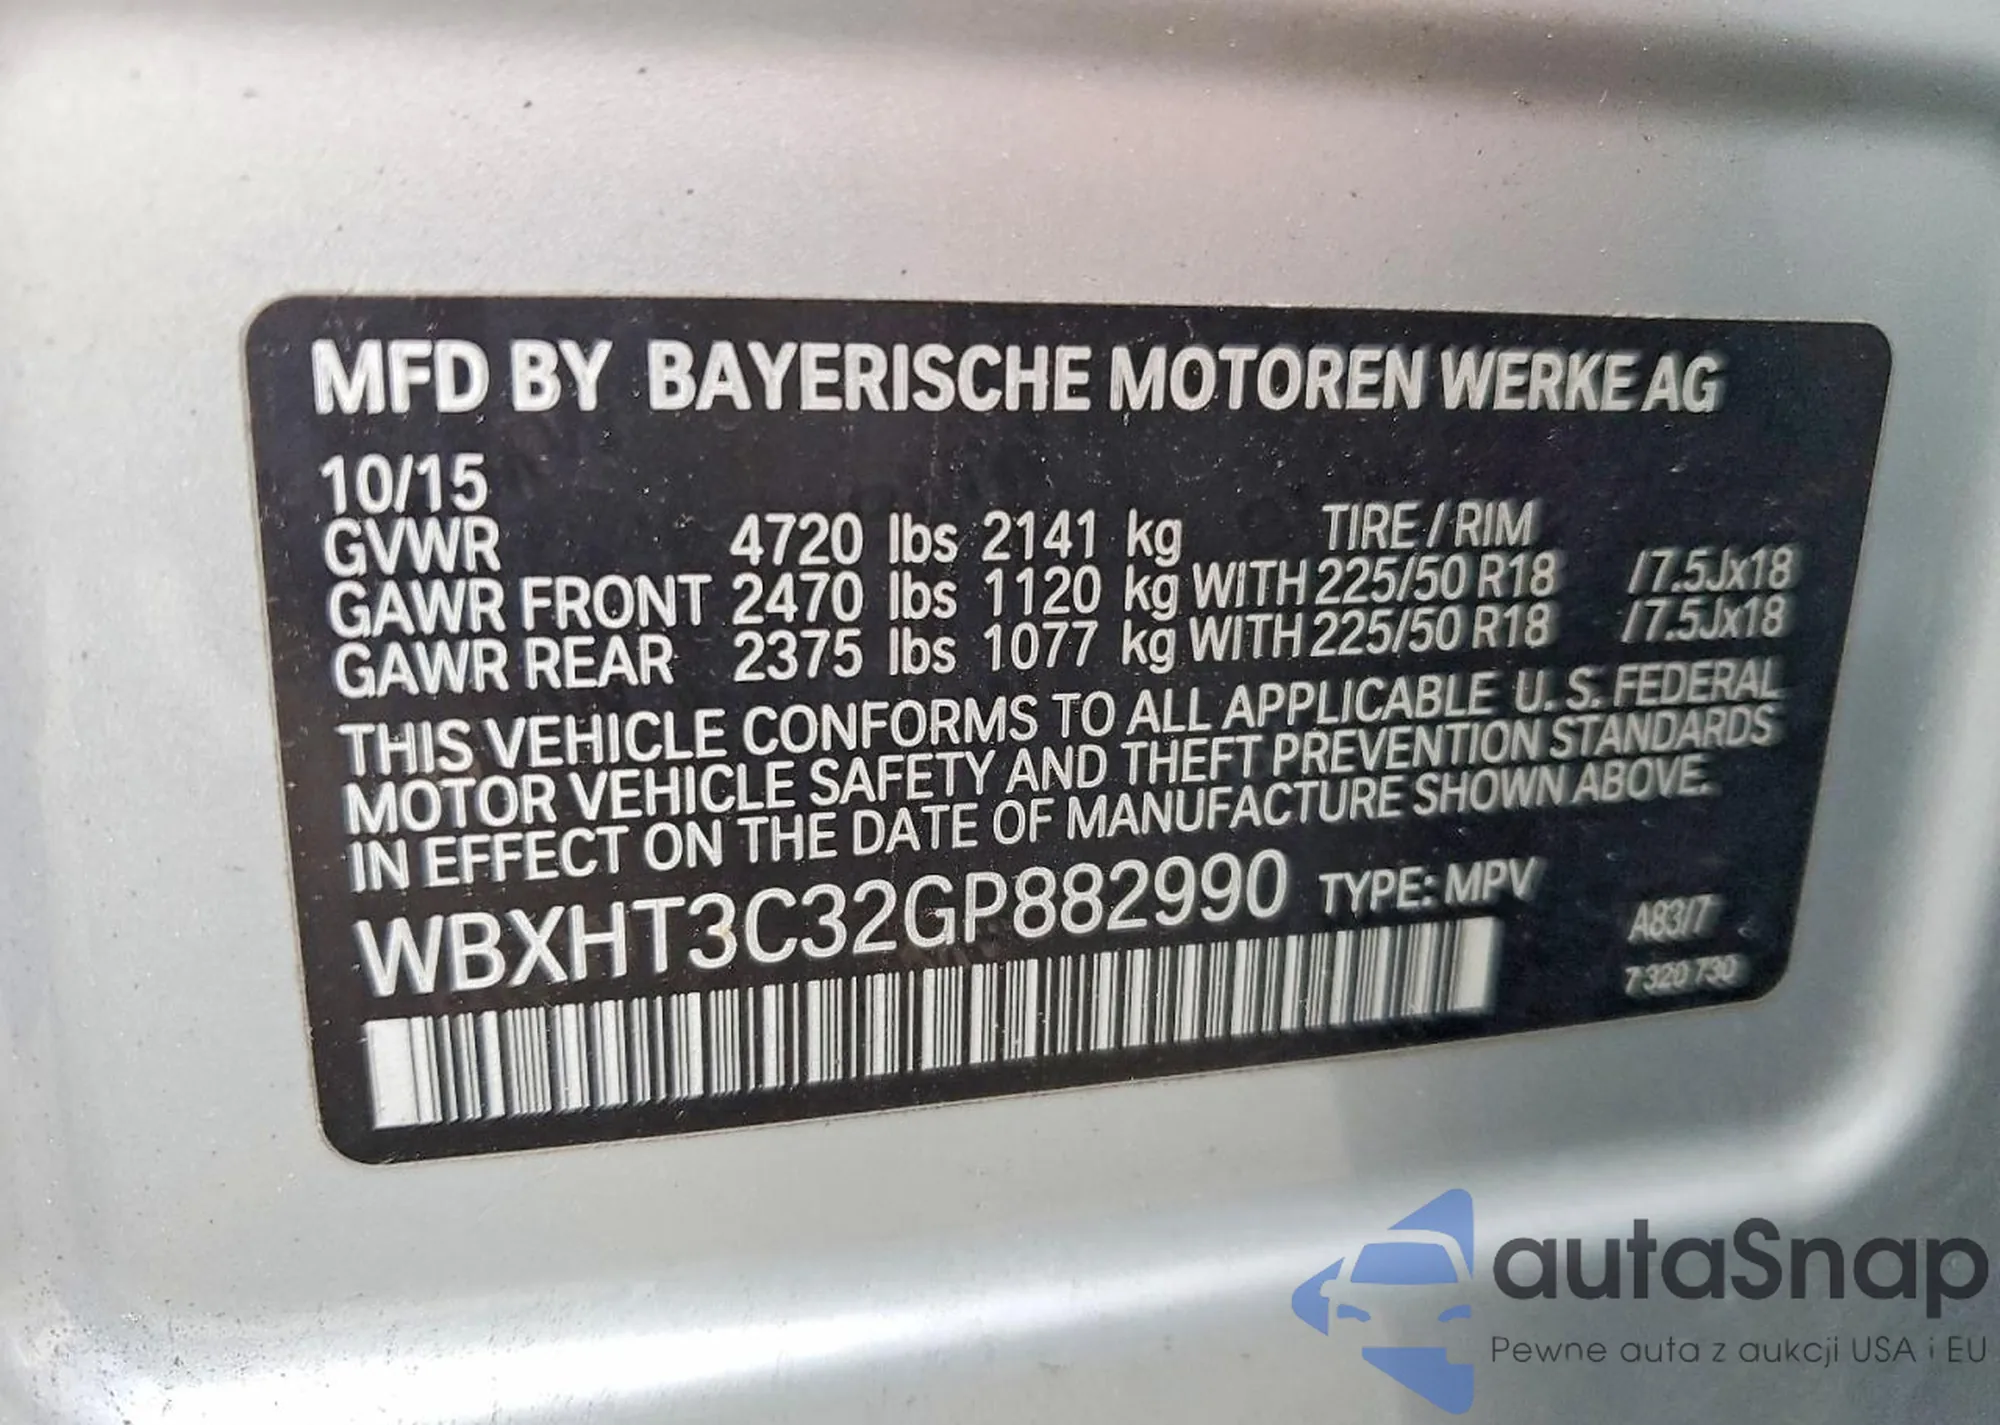 MFD BY BAYERISCHE MOTOREN WERKE AG
10/15
GVWR 4720 lbs 2141 kg TIRE / RIM
GAWR FRONT 2470 lbs 1120 kg WITH 225/50 R18 /7.5Jx18
GAWR REAR 2375 lbs 1077 kg WITH 225/50 R18 /7.5Jx18
THIS VEHICLE CONFORMS TO ALL APPLICABLE U. S. FEDERAL
MOTOR VEHICLE SAFETY AND THEFT PREVENTION STANDARDS
IN EFFECT ON THE DATE OF MANUFACTURE SHOWN ABOVE.
WBXHT3C32GP882990 TYPE: MPV
A83/7
7 320 730
autaSnap
Pewne auta z aukcji USA i EU